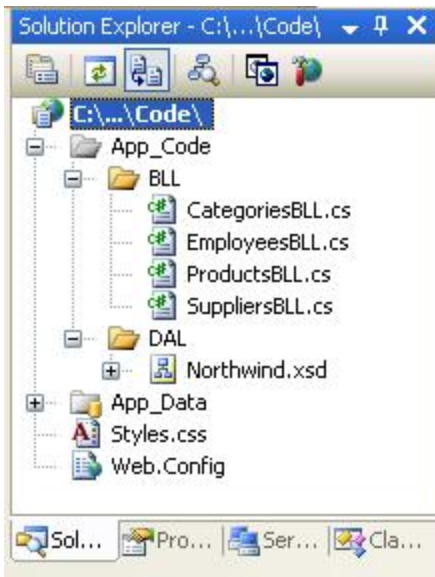 Solution Explorer - C:\...\Code\
C:\...\Code\
App_Code
BLL
CategoriesBLL.cs
EmployeesBLL.cs
ProductsBLL.cs
SuppliersBLL.cs
DAL
Northwind.xsd
App_Data
Styles.css
Web.Config
Sol... Pro... Ser... Cla...